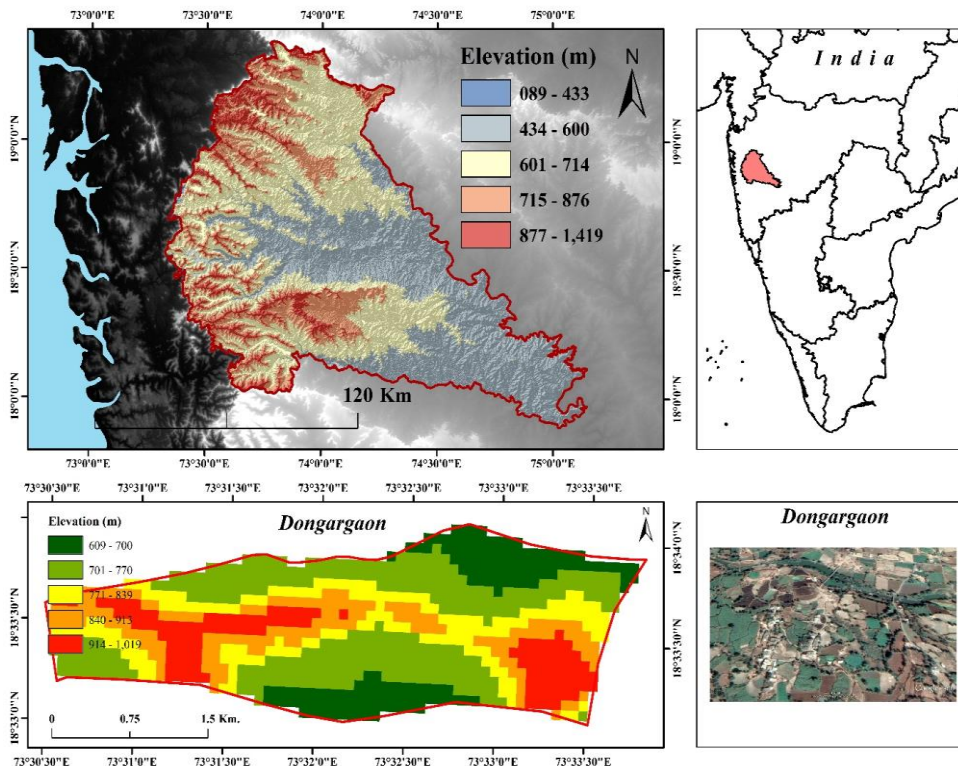 73°0'0"E 73°30'0"E 74°0'0"E 74°30'0"E 75°0'0"E
Elevation (m)
089 - 433
434 - 600
601 - 714
715 - 876
877 - 1,419
N
19°0'0"N
18°30'0"N
18°0'0"N
19°0'0"N
18°30'0"N
18°0'0"N
120 Km
73°0'0"E 73°30'0"E 74°0'0"E 74°30'0"E 75°0'0"E
India
73°30'30"E 73°31'0"E 73°31'30"E 73°32'0"E 73°32'30"E 73°33'0"E 73°33'30"E
Elevation (m)
609 - 700
701 - 770
771 - 839
840 - 913
914 - 1,019
Dongargaon
N
18°33'30"N
18°33'0"N
18°34'0"N
18°33'30"N
0 0.75 1.5 Km.
73°30'30"E 73°31'0"E 73°31'30"E 73°32'0"E 73°32'30"E 73°33'0"E 73°33'30"E
Dongargaon